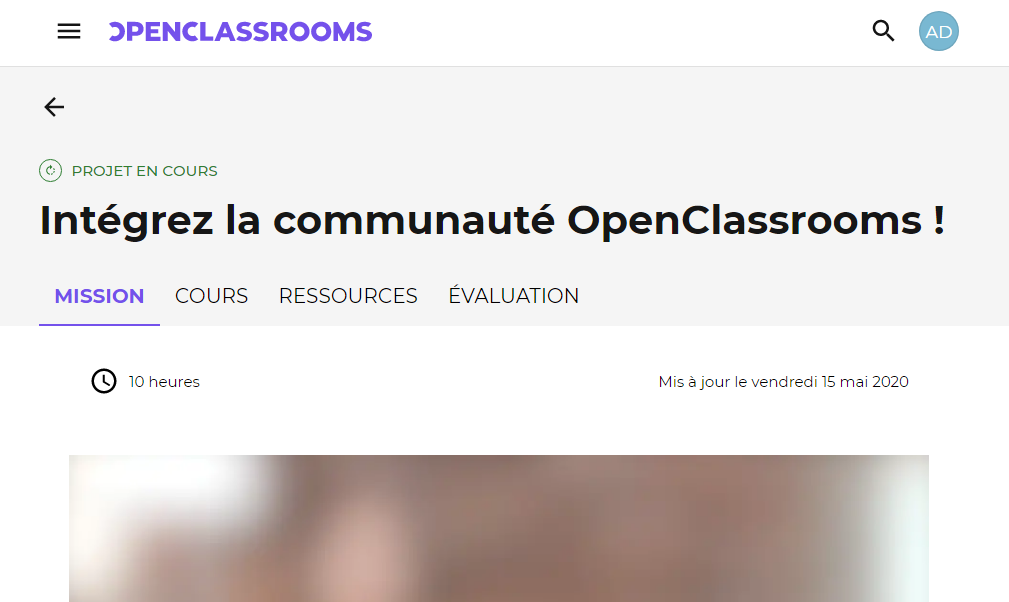 OPENCLASSROOMS
AD
PROJET EN COURS
Intégrez la communauté OpenClassrooms !
MISSION COURS RESSOURCES ÉVALUATION
10 heures
Mis à jour le vendredi 15 mai 2020